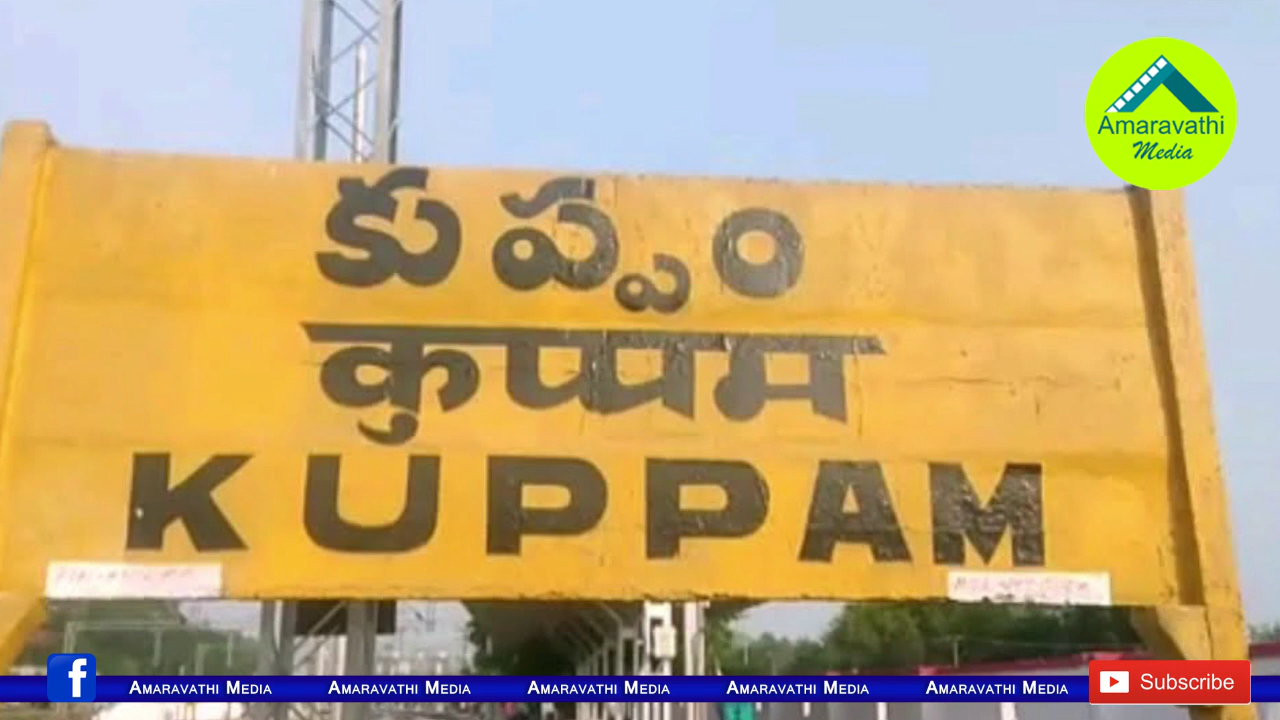 Amaravathi
Media
కుప్పం
कुप्पम
KUPPAM
f AMARAVATHI MEDIA AMARAVATHI MEDIA AMARAVATHI MEDIA AMARAVATHI MEDIA AMARAVATHI MEDIA Subscribe